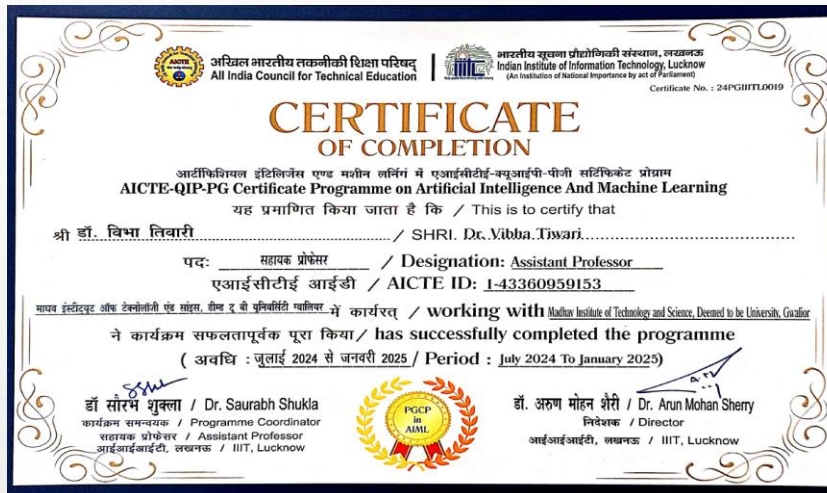 अखिल भारतीय तकनीकी शिक्षा परिषद्
All India Council for Technical Education
भारतीय सूचना प्रौद्योगिकी संस्थान, लखनऊ
Indian Institute of Information Technology, Lucknow
(An Institution of National Importance by act of Parliament)
Certificate No. : 24PGIIITL0019
CERTIFICATE
OF COMPLETION
आर्टीफिशियल इंटिलिजेंस एण्ड मशीन लर्निगं में एआईसीटीई-क्यूआईपी-पीजी सर्टिफिकेट प्रोग्राम
AICTE-QIP-PG Certificate Programme on Artificial Intelligence And Machine Learning
यह प्रमाणित किया जाता है कि / This is to certify that
श्री डॉ. विभा तिवारी / SHRI. Dr. Vibha Tiwari
पदः सहायक प्रोफेसर / Designation: Assistant Professor
एआईसीटीई आईडी / AICTE ID: 1-43360959153
माधव इंस्टीट्यूट ऑफ टेक्नोलॉजी एंड साइंस, डीम्ड टू बी यूनिवर्सिटी ग्वालियर में कार्यरत् / working with Madhav Institute of Technology and Science, Deemed to be University, Gwalior
ने कार्यक्रम सफलतापूर्वक पूरा किया / has successfully completed the programme
( अवधि : जुलाई 2024 से जनवरी 2025 / Period : July 2024 To January 2025)
डॉ सौरभ शुक्ला / Dr. Saurabh Shukla
कार्यक्रम समन्वयक / Programme Coordinator
सहायक प्रोफेसर / Assistant Professor
आईआईआईटी, लखनऊ / IIIT, Lucknow
PGCP
in
AIML
डॉ. अरुण मोहन शैरी / Dr. Arun Mohan Sherry
निदेशक / Director
आईआईआईटी, लखनऊ / IIIT, Lucknow